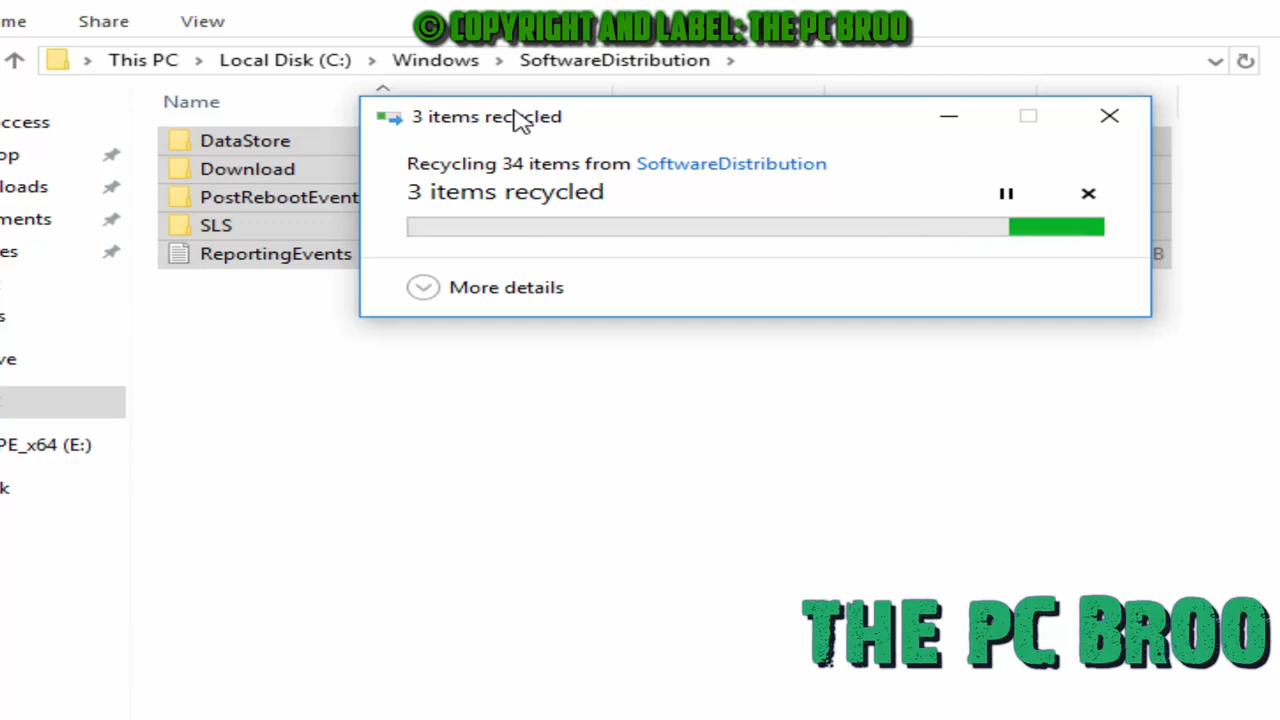 me Share View
© COPYRIGHT AND LABEL: THE PC BROO
This PC Local Disk (C:) Windows SoftwareDistribution
Name
ccess
op
loads
ments
es
s
ve
PE_x64 (E:)
k
DataStore
Download
PostRebootEvent
SLS
ReportingEvents
B
3 items recycled
Recycling 34 items from SoftwareDistribution
3 items recycled
More details
THE PC BROO